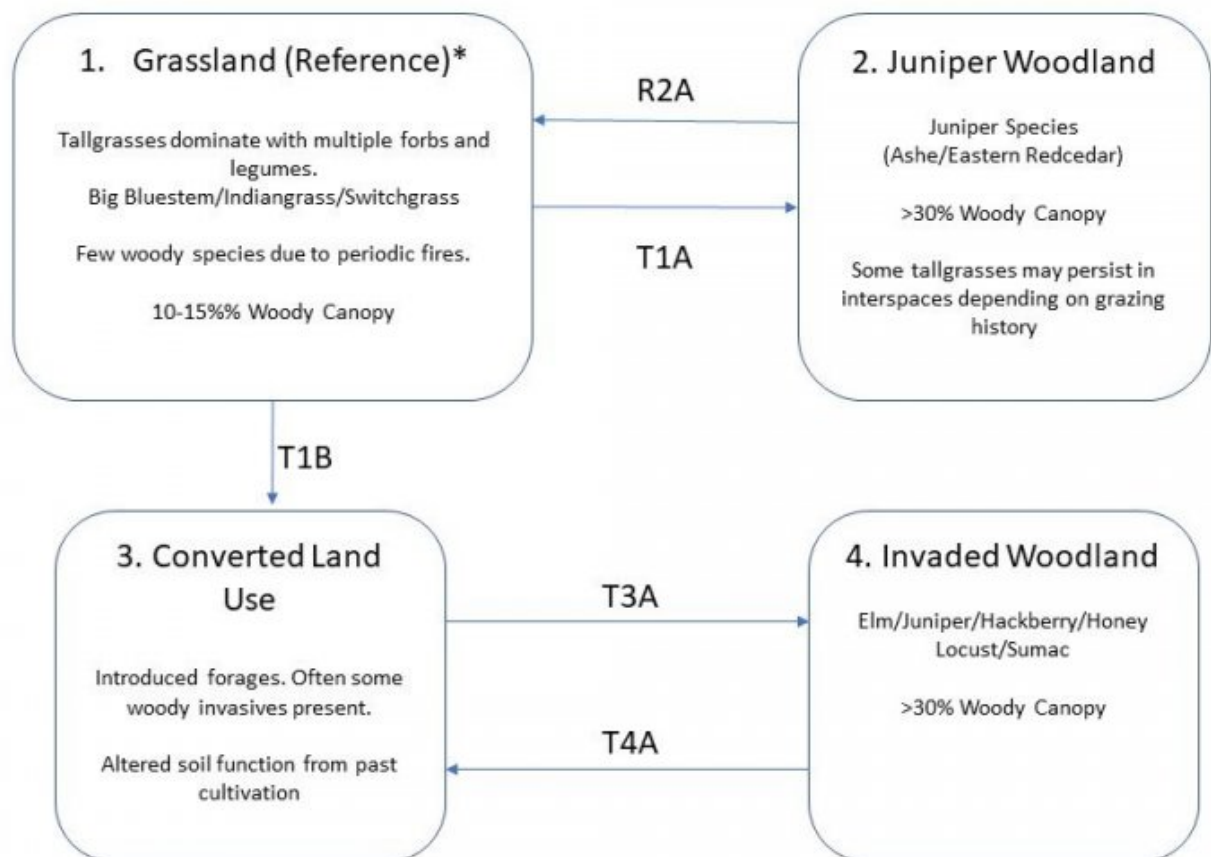 1. Grassland (Reference)*
Tallgrasses dominate with multiple forbs and
legumes.
Big Bluestem/Indiangrass/Switchgrass
Few woody species due to periodic fires.
10-15%% Woody Canopy
R2A
T1A
2. Juniper Woodland
Juniper Species
(Ashe/Eastern Redcedar)
>30% Woody Canopy
Some tallgrasses may persist in
interspaces depending on grazing
history
T1B
3. Converted Land
Use
Introduced forages. Often some
woody invasives present.
Altered soil function from past
cultivation
T3A
T4A
4. Invaded Woodland
Elm/Juniper/Hackberry/Honey
Locust/Sumac
>30% Woody Canopy